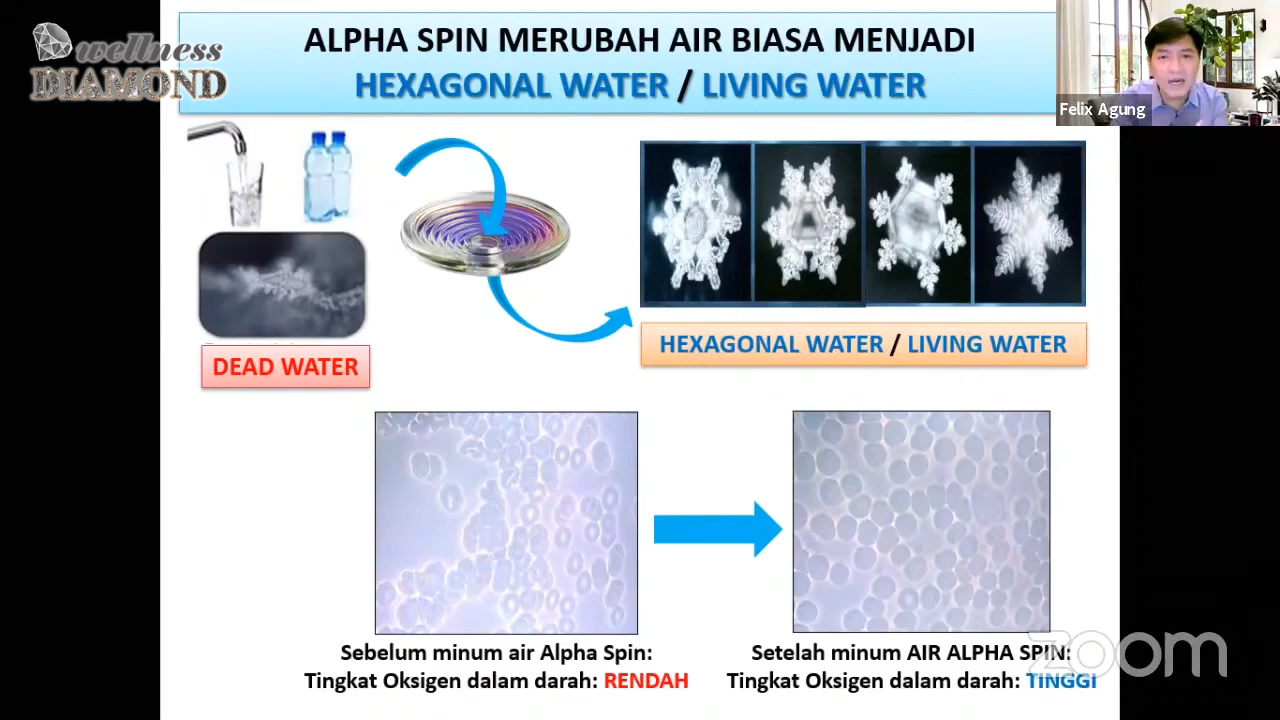 wellness
DIAMOND
ALPHA SPIN MERUBAH AIR BIASA MENJADI
HEXAGONAL WATER / LIVING WATER
Felix Agung
DEAD WATER
HEXAGONAL WATER / LIVING WATER
Sebelum minum air Alpha Spin:
Tingkat Oksigen dalam darah: RENDAH
Setelah minum AIR ALPHA SPIN:
Tingkat Oksigen dalam darah: TINGGI
zoom